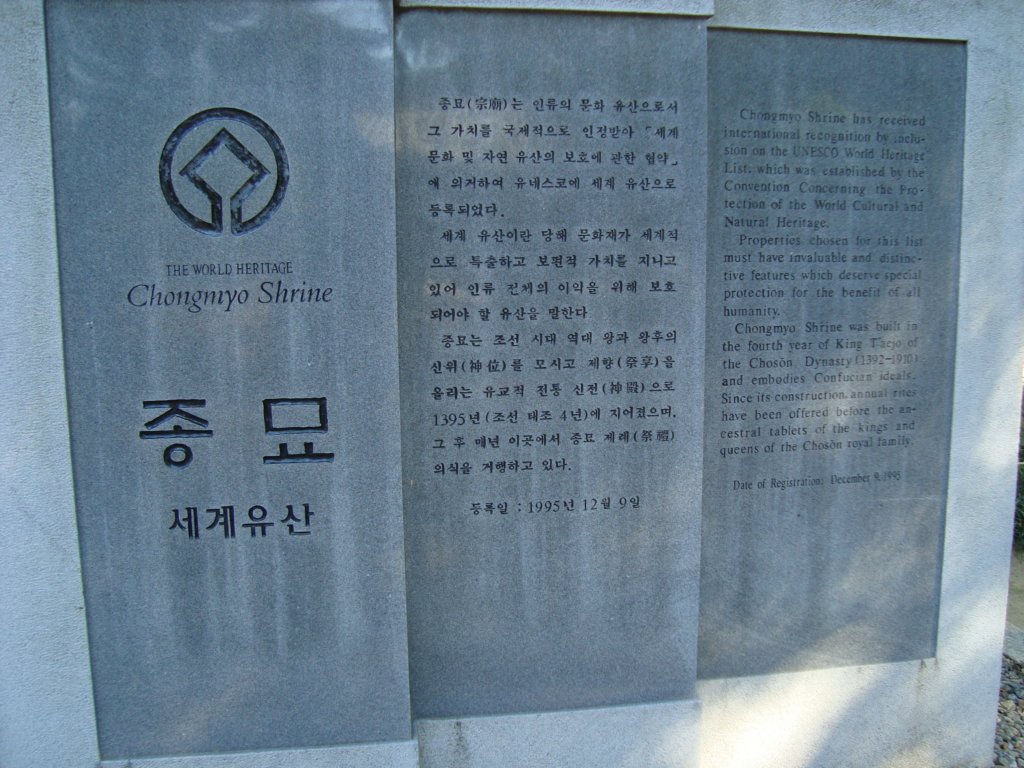 THE WORLD HERITAGE
Chongmyo Shrine
종묘
세계유산
종묘(宗廟)는 인류의 문화 유산으로서
그 가치를 국제적으로 인정받아 「세계
문화 및 자연 유산의 보호에 관한 협약」
에 의거하여 유네스코에 세계 유산으로
등록되었다.
세계 유산이란 당해 문화재가 세계적
으로 특출하고 보편적 가치를 지니고
있어 인류 전체의 이익을 위해 보호
되어야 할 유산을 말한다
종묘는 조선 시대 역대 왕과 왕후의
신위(神位)를 모시고 제향(祭享)을
올리는 유교적 전통 신전(神殿)으로
1395년(조선 태조 4년)에 지어졌으며,
그 후 매년 이곳에서 종묘 제례(祭禮)
의식을 거행하고 있다.
등록일 : 1995년 12월 9일
Chongmyo Shrine has received
international recognition by inclu-
sion on the UNESCO World Heritage
List, which was established by the
Convention Concerning the Pro-
tection of the World Cultural and
Natural Heritage.
Properties chosen for this list
must have invaluable and distinc-
tive features which deserve special
protection for the benefit of all
humanity.
Chongmyo Shrine was built in
the fourth year of King T'aejo of
the Chosŏn Dynasty (1392-1910)
and embodies Confucian ideals.
Since its construction, annual rites
have been offered before the an-
cestral tablets of the kings and
queens of the Chosŏn royal family.
Date of Registration: December 9, 1995